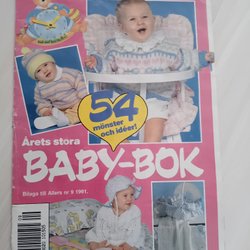 54
mönster
och idéer!
Årets stora
BABY-BOK
Bilaga till Allers nr 9 1991.